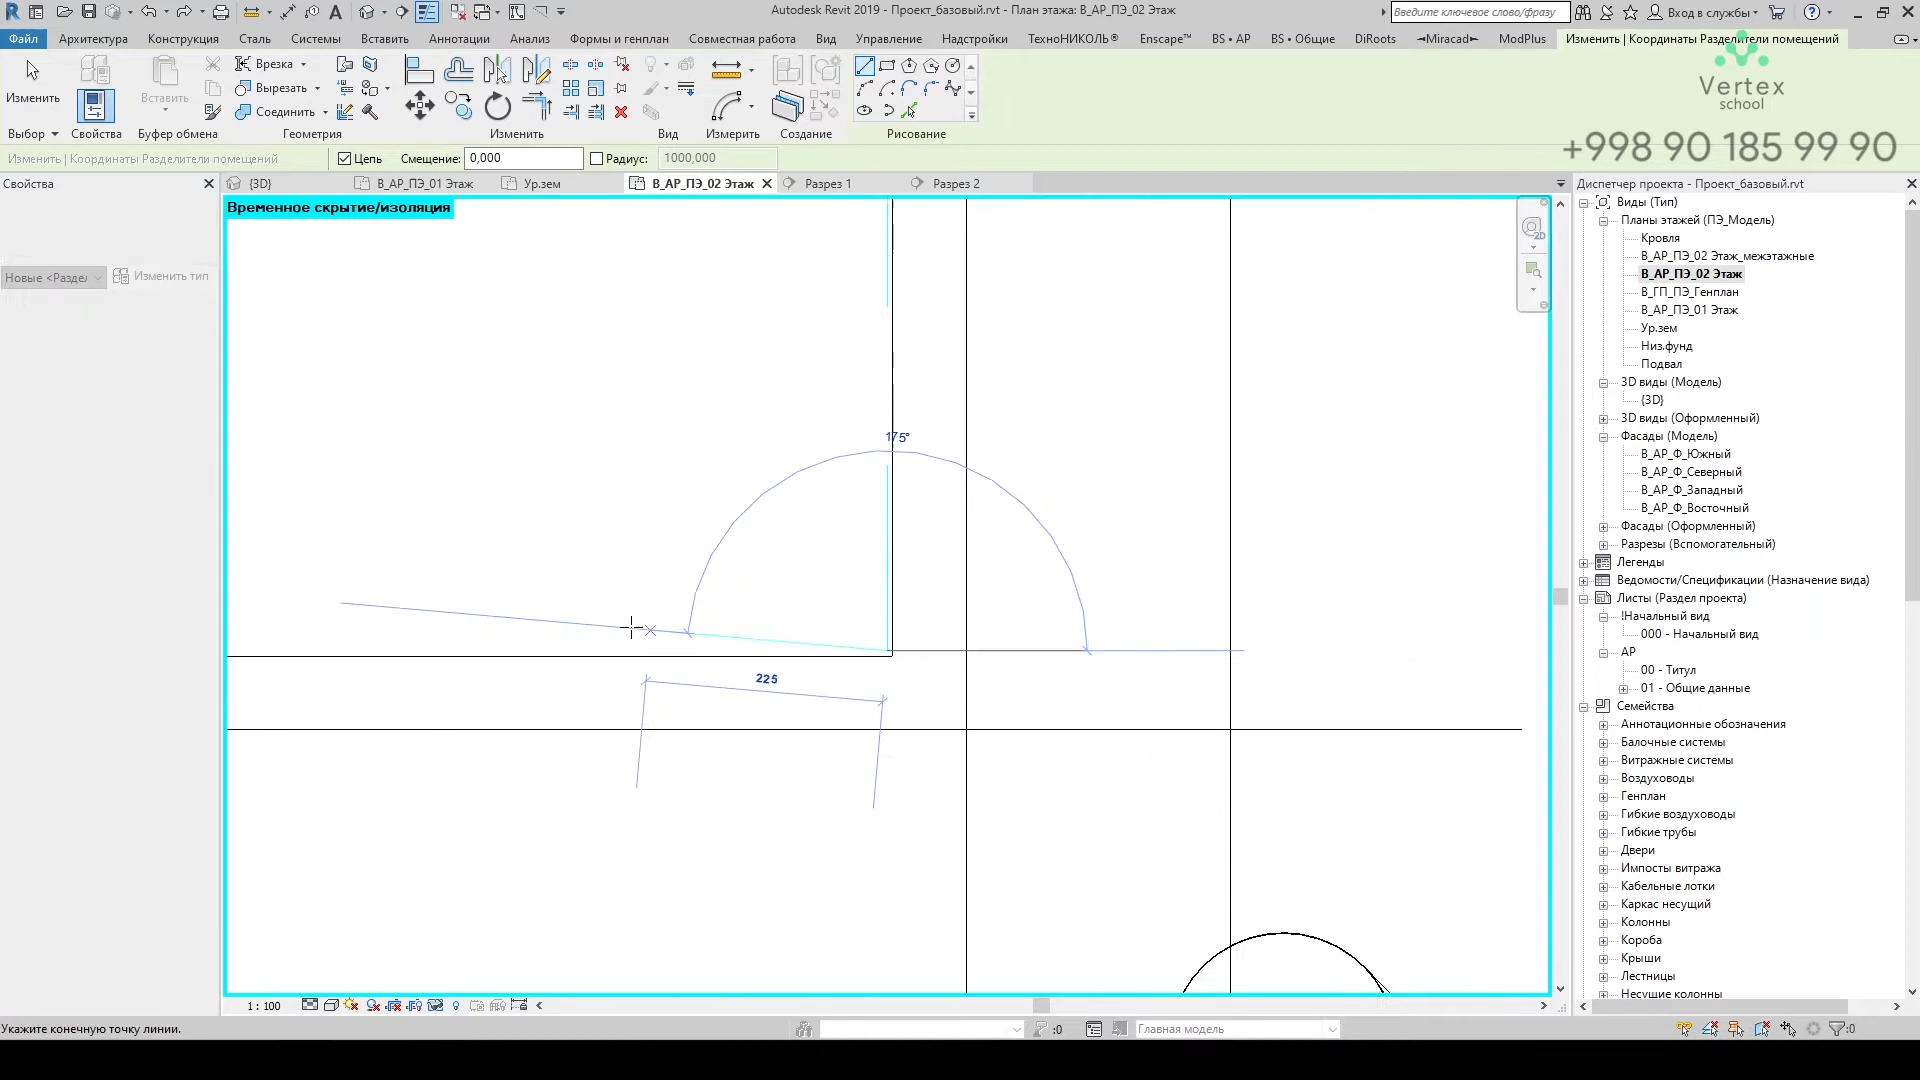 Autodesk Revit 2019 - Проект_базовый.rvt - План этажа: В_АР_ПЭ_02 Этаж
Введите ключевое слово/фразу
Вход в службы
Файл Архитектура Конструкция Сталь Системы Вставить Аннотации Анализ Формы и генплан Совместная работа Вид Управление Надстройки ТехноНИКОЛЬ® Enscape™ BS • АР BS • Общие DiRoots -=Miracad=- ModPlus Изменить | Координаты Разделители помещений
Изменить
Вставить
Врезка
Вырезать
Соединить
Выбор Свойства Буфер обмена Геометрия Изменить Вид Измерить Создание Рисование
Vertex
school
+998 90 185 99 90
Изменить | Координаты Разделители помещений
Цепь Смещение: 0,000 Радиус: 1000,000
Свойства
{3D} В_АР_ПЭ_01 Этаж Ур.зем В_АР_ПЭ_02 Этаж Разрез 1 Разрез 2
Новые <Раздел
Изменить тип
Временное скрытие/изоляция
175°
225
2D
1 : 100
Укажите конечную точку линии.
:0
Главная модель
:0
Диспетчер проекта - Проект_базовый.rvt
Виды (Тип)
Планы этажей (ПЭ_Модель)
Кровля
В_АР_ПЭ_02 Этаж_межэтажные
В_АР_ПЭ_02 Этаж
В_ГП_ПЭ_Генплан
В_АР_ПЭ_01 Этаж
Ур.зем
Низ.фунд
Подвал
3D виды (Модель)
{3D}
3D виды (Оформленный)
Фасады (Модель)
В_АР_Ф_Южный
В_АР_Ф_Северный
В_АР_Ф_Западный
В_АР_Ф_Восточный
Фасады (Оформленный)
Разрезы (Вспомогательный)
Легенды
Ведомости/Спецификации (Назначение вида)
Листы (Раздел проекта)
!Начальный вид
000 - Начальный вид
АР
00 - Титул
01 - Общие данные
Семейства
Аннотационные обозначения
Балочные системы
Витражные системы
Воздуховоды
Генплан
Гибкие воздуховоды
Гибкие трубы
Двери
Импосты витража
Кабельные лотки
Каркас несущий
Колонны
Короба
Крыши
Лестницы
Несущие колонны